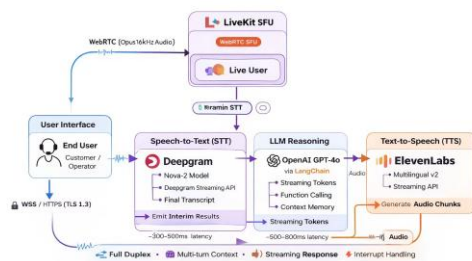 LiveKit SFU
WebRTC (Opus 16kHz Audio)
WebRTC SFU
Live User
STT
User Interface
End User
Customer /
Operator
WSS / HTTPS (TLS 1.3)
Speech-to-Text (STT)
Deepgram
Nova-2 Model
Deepgram Streaming API
Final Transcript
Emit Interim Results
~300-500ms latency
LLM Reasoning
OpenAI GPT-4o
via LangChain
Streaming Tokens
Function Calling
Context Memory
Streaming Tokens
~500-800ms latency
Audio
Text-to-Speech (TTS)
ElevenLabs
Multilingual v2
Streaming API
Generate Audio Chunks
Audio
Full Duplex • Multi-turn Context • Streaming Response • Interrupt Handling